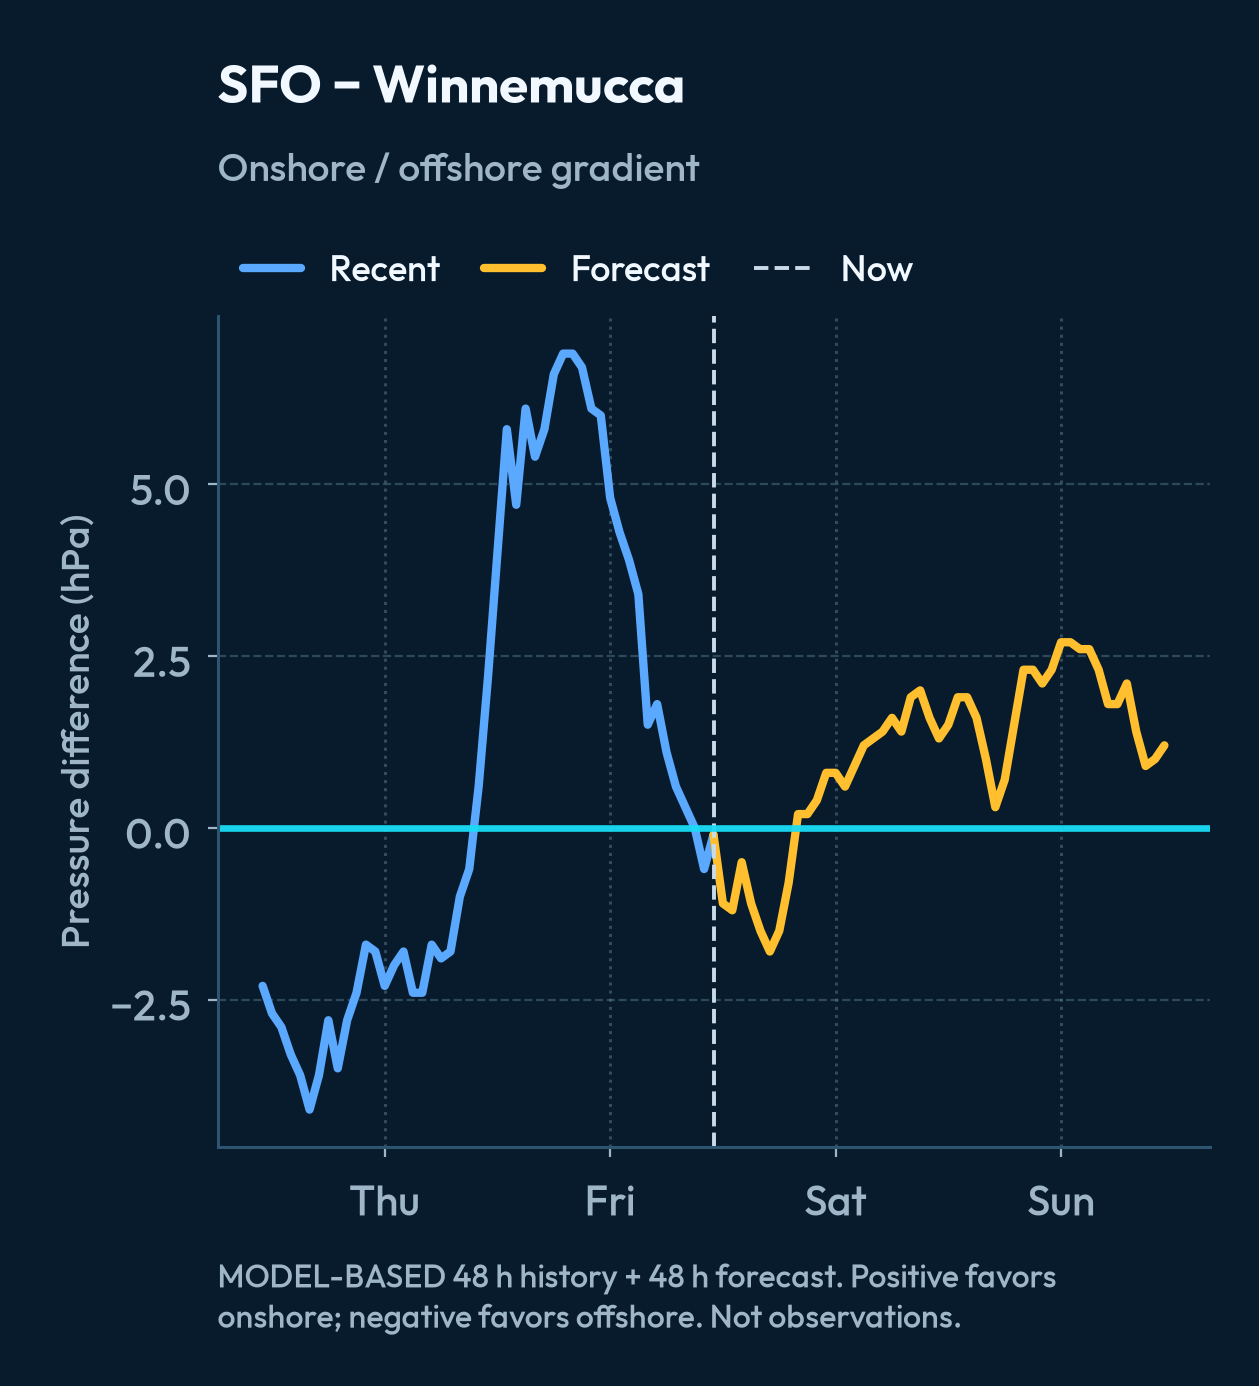 SFO – Winnemucca
Onshore / offshore gradient
Recent
Forecast
Now
Pressure difference (hPa)
5.0
2.5
0.0
−2.5
Thu
Fri
Sat
Sun
MODEL-BASED 48 h history + 48 h forecast. Positive favors
onshore; negative favors offshore. Not observations.